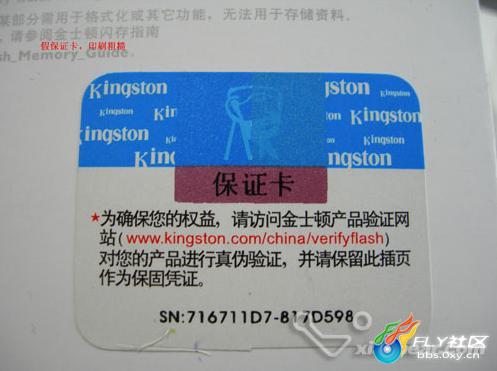 某部分需用于格式化或其它功能，无法用于存储资料。
，请参阅金士顿闪存指南
假保证卡，印刷粗糙
sh_Memory_Guide.
Kingston
Kingston
Kingston
Kingston
Kingston
Kingston
保证卡
★为确保您的权益，请访问金士顿产品验证网
站(www.kingston.com/china/verifyflash)
对您的产品进行真伪验证，并请保留此插页
作为保固凭证。
SN:716711D7-817D598
FLY社区
bbs.0xy.cn